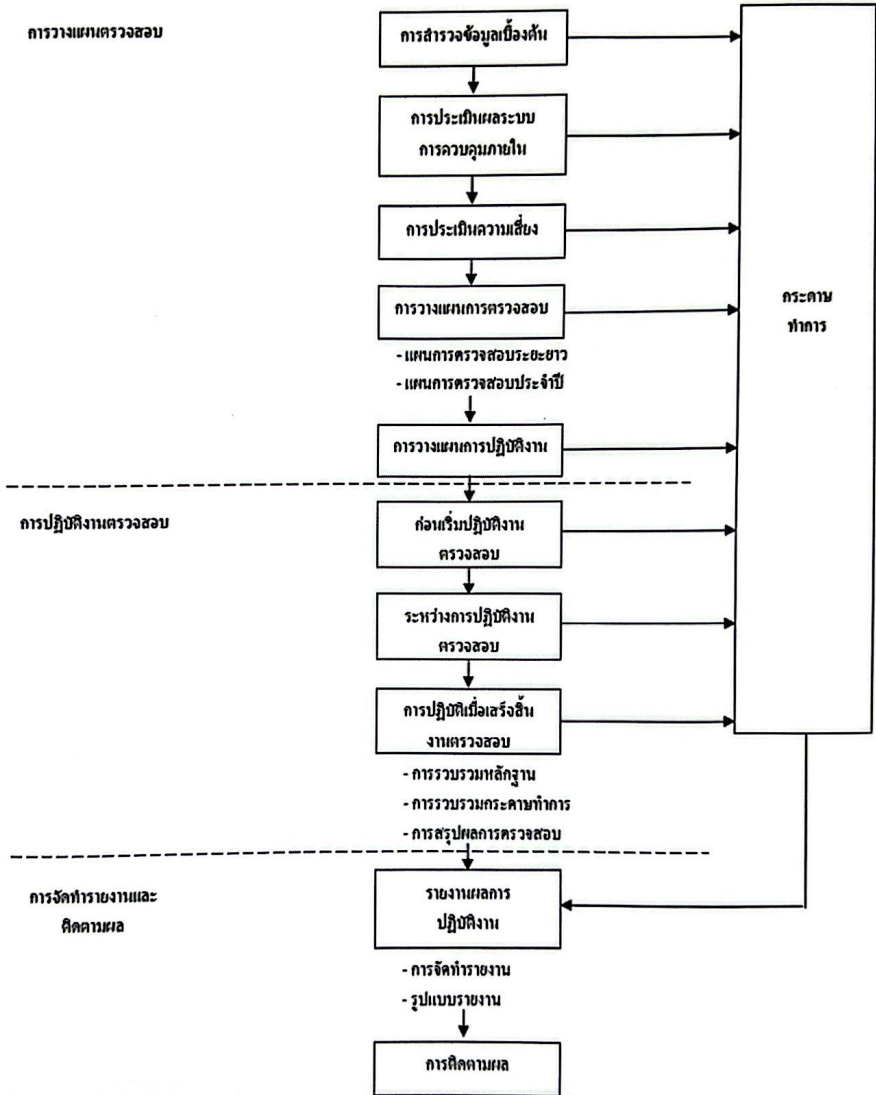 การวางแผนตรวจสอบ
การสำรวจข้อมูลเบื้องต้น
การประเมินผลระบบ
การควบคุมภายใน
การประเมินความเสี่ยง
การวางแผนการตรวจสอบ
- แผนการตรวจสอบระยะยาว
- แผนการตรวจสอบประจำปี
การวางแผนการปฏิบัติงาน
กระดาษ
ทำการ
การปฏิบัติงานตรวจสอบ
ก่อนเริ่มปฏิบัติงาน
ตรวจสอบ
ระหว่างการปฏิบัติงาน
ตรวจสอบ
การปฏิบัติเมื่อเสร็จสิ้น
งานตรวจสอบ
- การรวบรวมหลักฐาน
- การรวบรวมกระดาษทำการ
- การสรุปผลการตรวจสอบ
การจัดทำรายงานและ
ติดตามผล
รายงานผลการ
ปฏิบัติงาน
- การจัดทำรายงาน
- รูปแบบรายงาน
การติดตามผล